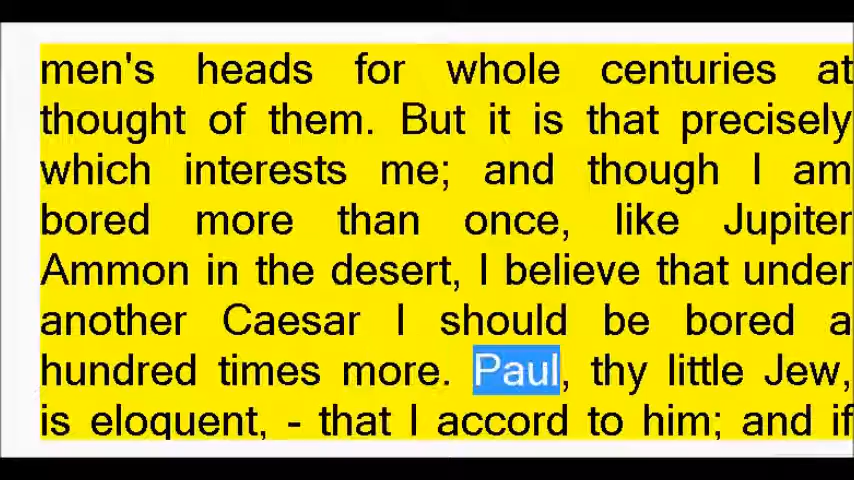 men's heads for whole centuries at
thought of them. But it is that precisely
which interests me; and though I am
bored more than once, like Jupiter
Ammon in the desert, I believe that under
another Caesar I should be bored a
hundred times more. Paul, thy little Jew,
is eloquent, - that I accord to him; and if